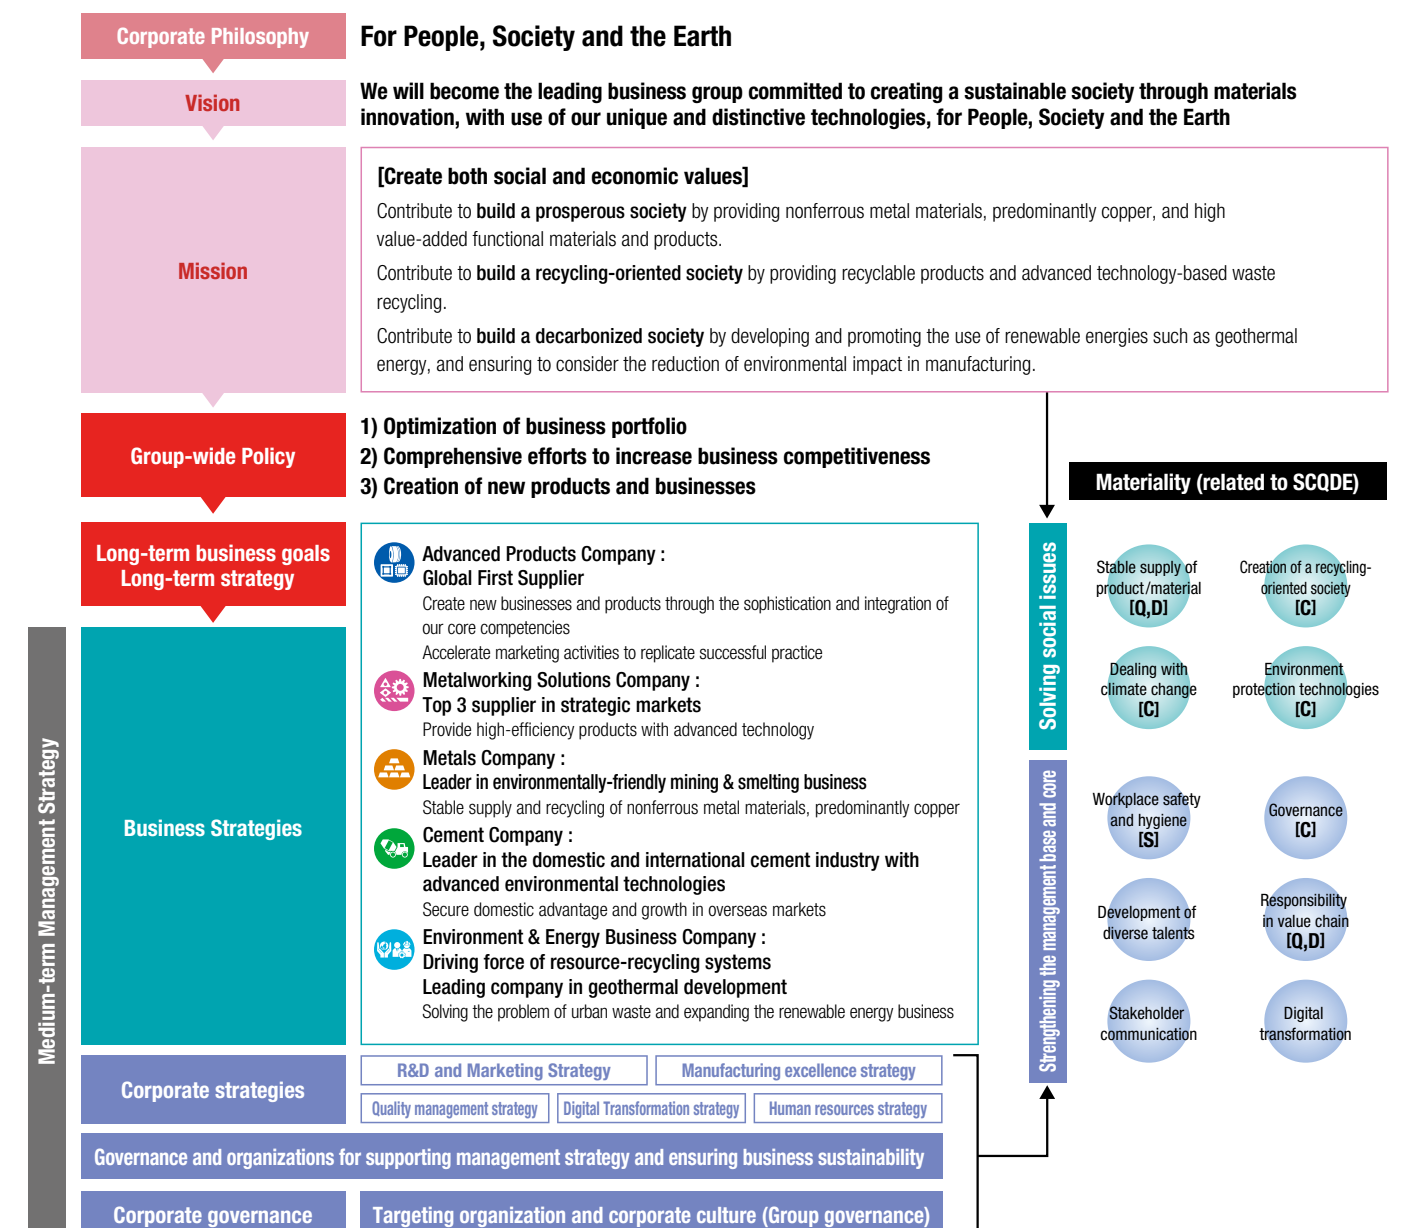 Corporate Philosophy
For People, Society and the Earth
Vision
We will become the leading business group committed to creating a sustainable society through materials
innovation, with use of our unique and distinctive technologies, for People, Society and the Earth
Mission
[Create both social and economic values]
Contribute to build a prosperous society by providing nonferrous metal materials, predominantly copper, and high
value-added functional materials and products.
Contribute to build a recycling-oriented society by providing recyclable products and advanced technology-based waste
recycling.
Contribute to build a decarbonized society by developing and promoting the use of renewable energies such as geothermal
energy, and ensuring to consider the reduction of environmental impact in manufacturing.
Group-wide Policy
1) Optimization of business portfolio
2) Comprehensive efforts to increase business competitiveness
3) Creation of new products and businesses
Long-term business goals
Long-term strategy
Medium-term Management Strategy
Business Strategies
Advanced Products Company :
Global First Supplier
Create new businesses and products through the sophistication and integration of
our core competencies
Accelerate marketing activities to replicate successful practice
Metalworking Solutions Company :
Top 3 supplier in strategic markets
Provide high-efficiency products with advanced technology
Metals Company :
Leader in environmentally-friendly mining & smelting business
Stable supply and recycling of nonferrous metal materials, predominantly copper
Cement Company :
Leader in the domestic and international cement industry with
advanced environmental technologies
Secure domestic advantage and growth in overseas markets
Environment & Energy Business Company :
Driving force of resource-recycling systems
Leading company in geothermal development
Solving the problem of urban waste and expanding the renewable energy business
Corporate strategies
R&D and Marketing Strategy
Manufacturing excellence strategy
Quality management strategy
Digital Transformation strategy
Human resources strategy
Governance and organizations for supporting management strategy and ensuring business sustainability
Corporate governance
Targeting organization and corporate culture (Group governance)
Materiality (related to SCQDE)
Solving social issues
Stable supply of
product/material
[Q,D]
Creation of a recycling-
oriented society
[C]
Dealing with
climate change
[C]
Environment
protection technologies
[C]
Strengthening the management base and core
Workplace safety
and hygiene
[S]
Governance
[C]
Development of
diverse talents
Responsibility
in value chain
[Q,D]
Stakeholder
communication
Digital
transformation